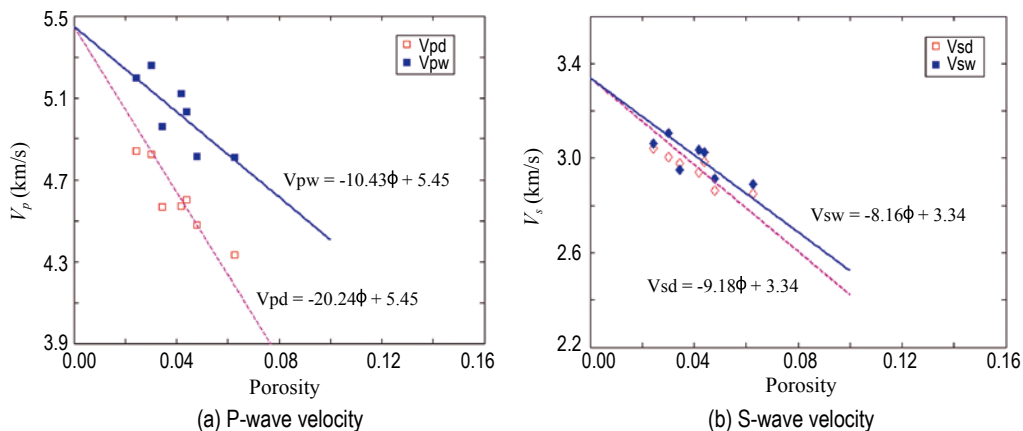 5.5
5.1
4.7
4.3
3.9
V_p (km/s)
Vpd
Vpw
Vpw = -10.43ϕ + 5.45
Vpd = -20.24ϕ + 5.45
0.00 0.04 0.08 0.12 0.16
Porosity
(a) P-wave velocity
3.4
3.0
2.6
2.2
V_s (km/s)
Vsd
Vsw
Vsw = -8.16ϕ + 3.34
Vsd = -9.18ϕ + 3.34
0.00 0.04 0.08 0.12 0.16
Porosity
(b) S-wave velocity